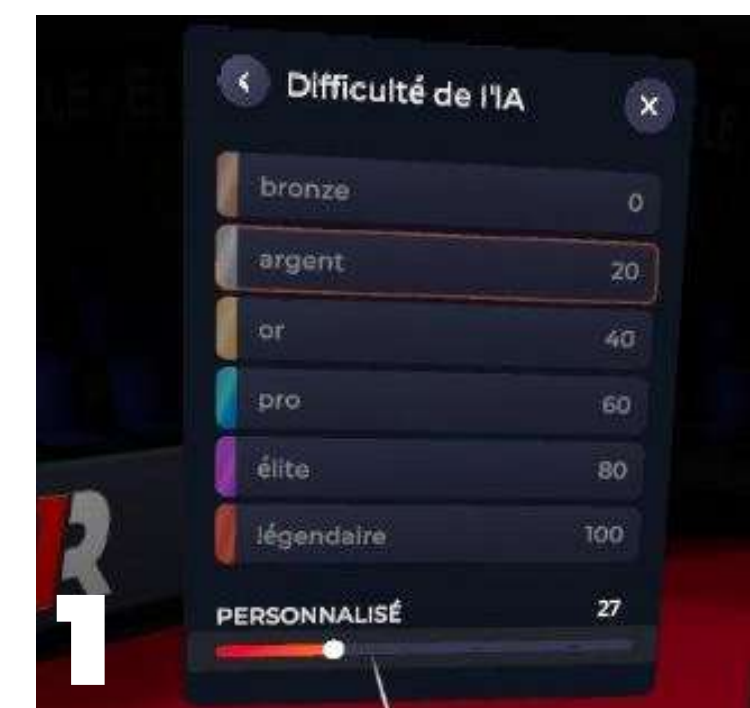 Difficulté de l'IA
bronze 0
argent 20
or 40
pro 60
élite 80
légendaire 100
PERSONNALISÉ 27
R
1